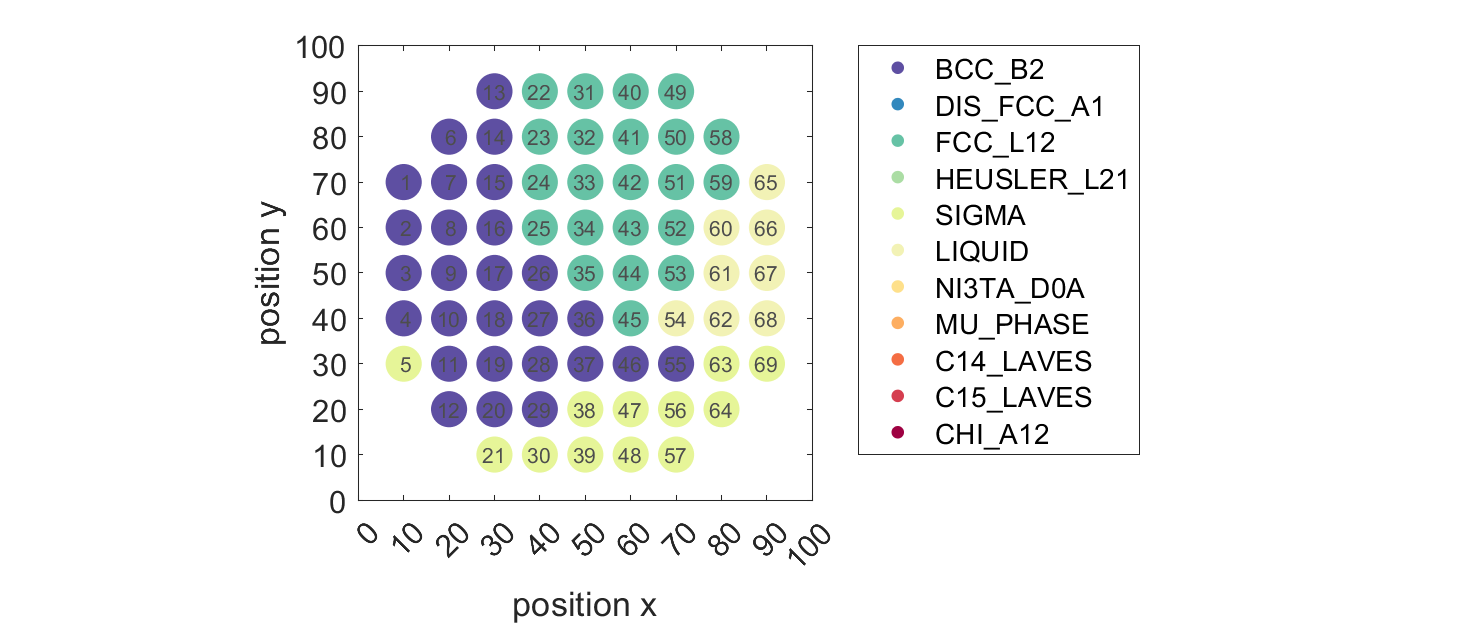 100
90
80
70
60
50
40
30
20
10
0
position y
13 22 31 40 49
6 14 23 32 41 50 58
1 7 15 24 33 42 51 59 65
2 8 16 25 34 43 52 60 66
3 9 17 26 35 44 53 61 67
4 10 18 27 36 45 54 62 68
5 11 19 28 37 46 55 63 69
12 20 29 38 47 56 64
21 30 39 48 57
0 10 20 30 40 50 60 70 80 90 100
position x
BCC_B2
DIS_FCC_A1
FCC_L12
HEUSLER_L21
SIGMA
LIQUID
NI3TA_D0A
MU_PHASE
C14_LAVES
C15_LAVES
CHI_A12